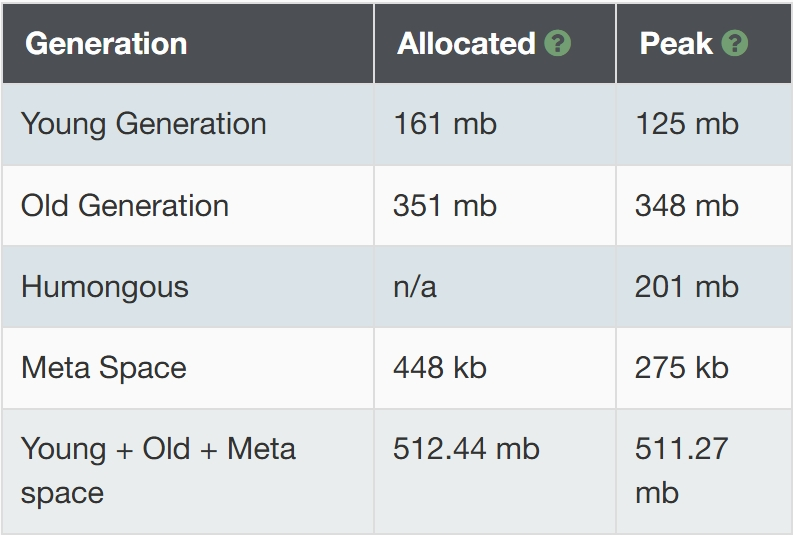 Generation Allocated ? Peak ?
Young Generation 161 mb 125 mb
Old Generation 351 mb 348 mb
Humongous n/a 201 mb
Meta Space 448 kb 275 kb
Young + Old + Meta 512.44 mb 511.27
space mb